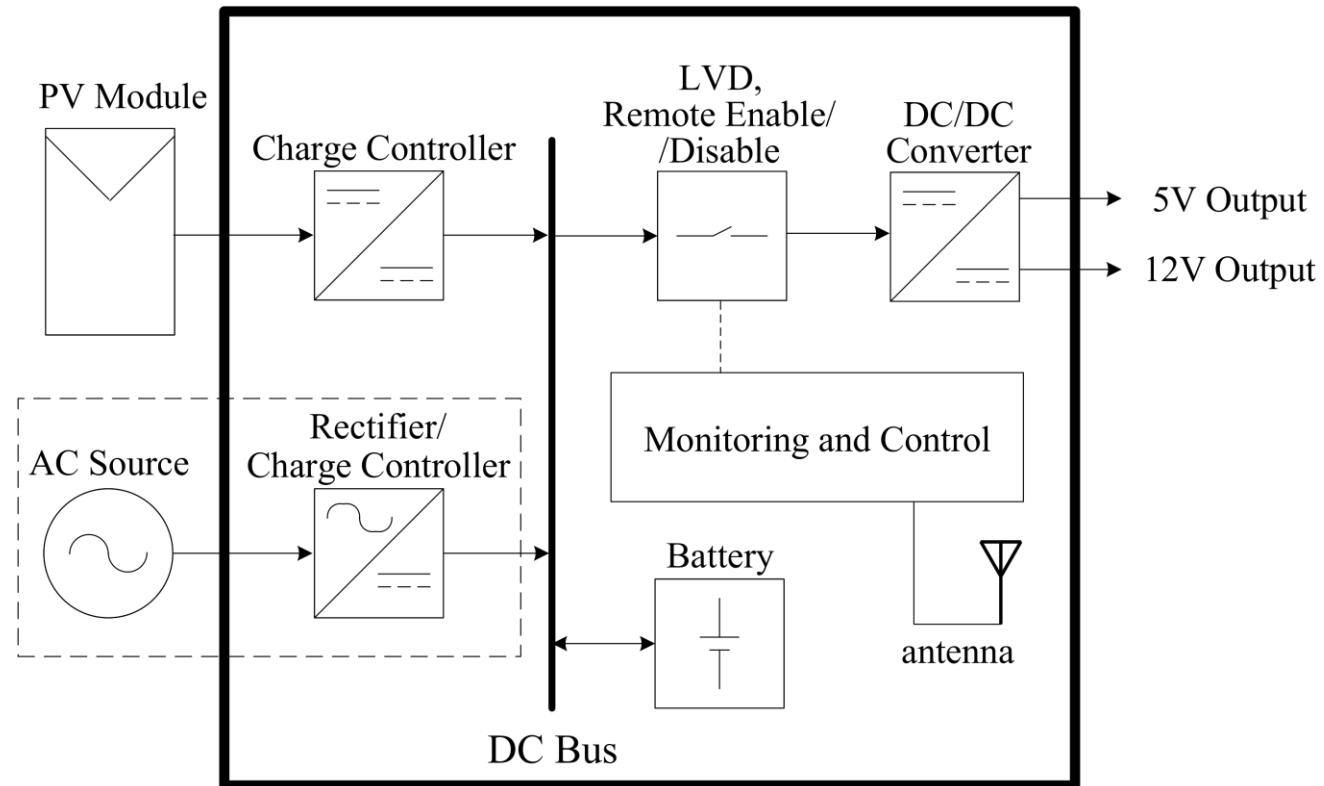 PV Module
Charge Controller
LVD,
Remote Enable/
/Disable
DC/DC
Converter
5V Output
12V Output
AC Source
Rectifier/
Charge Controller
Monitoring and Control
Battery
antenna
DC Bus